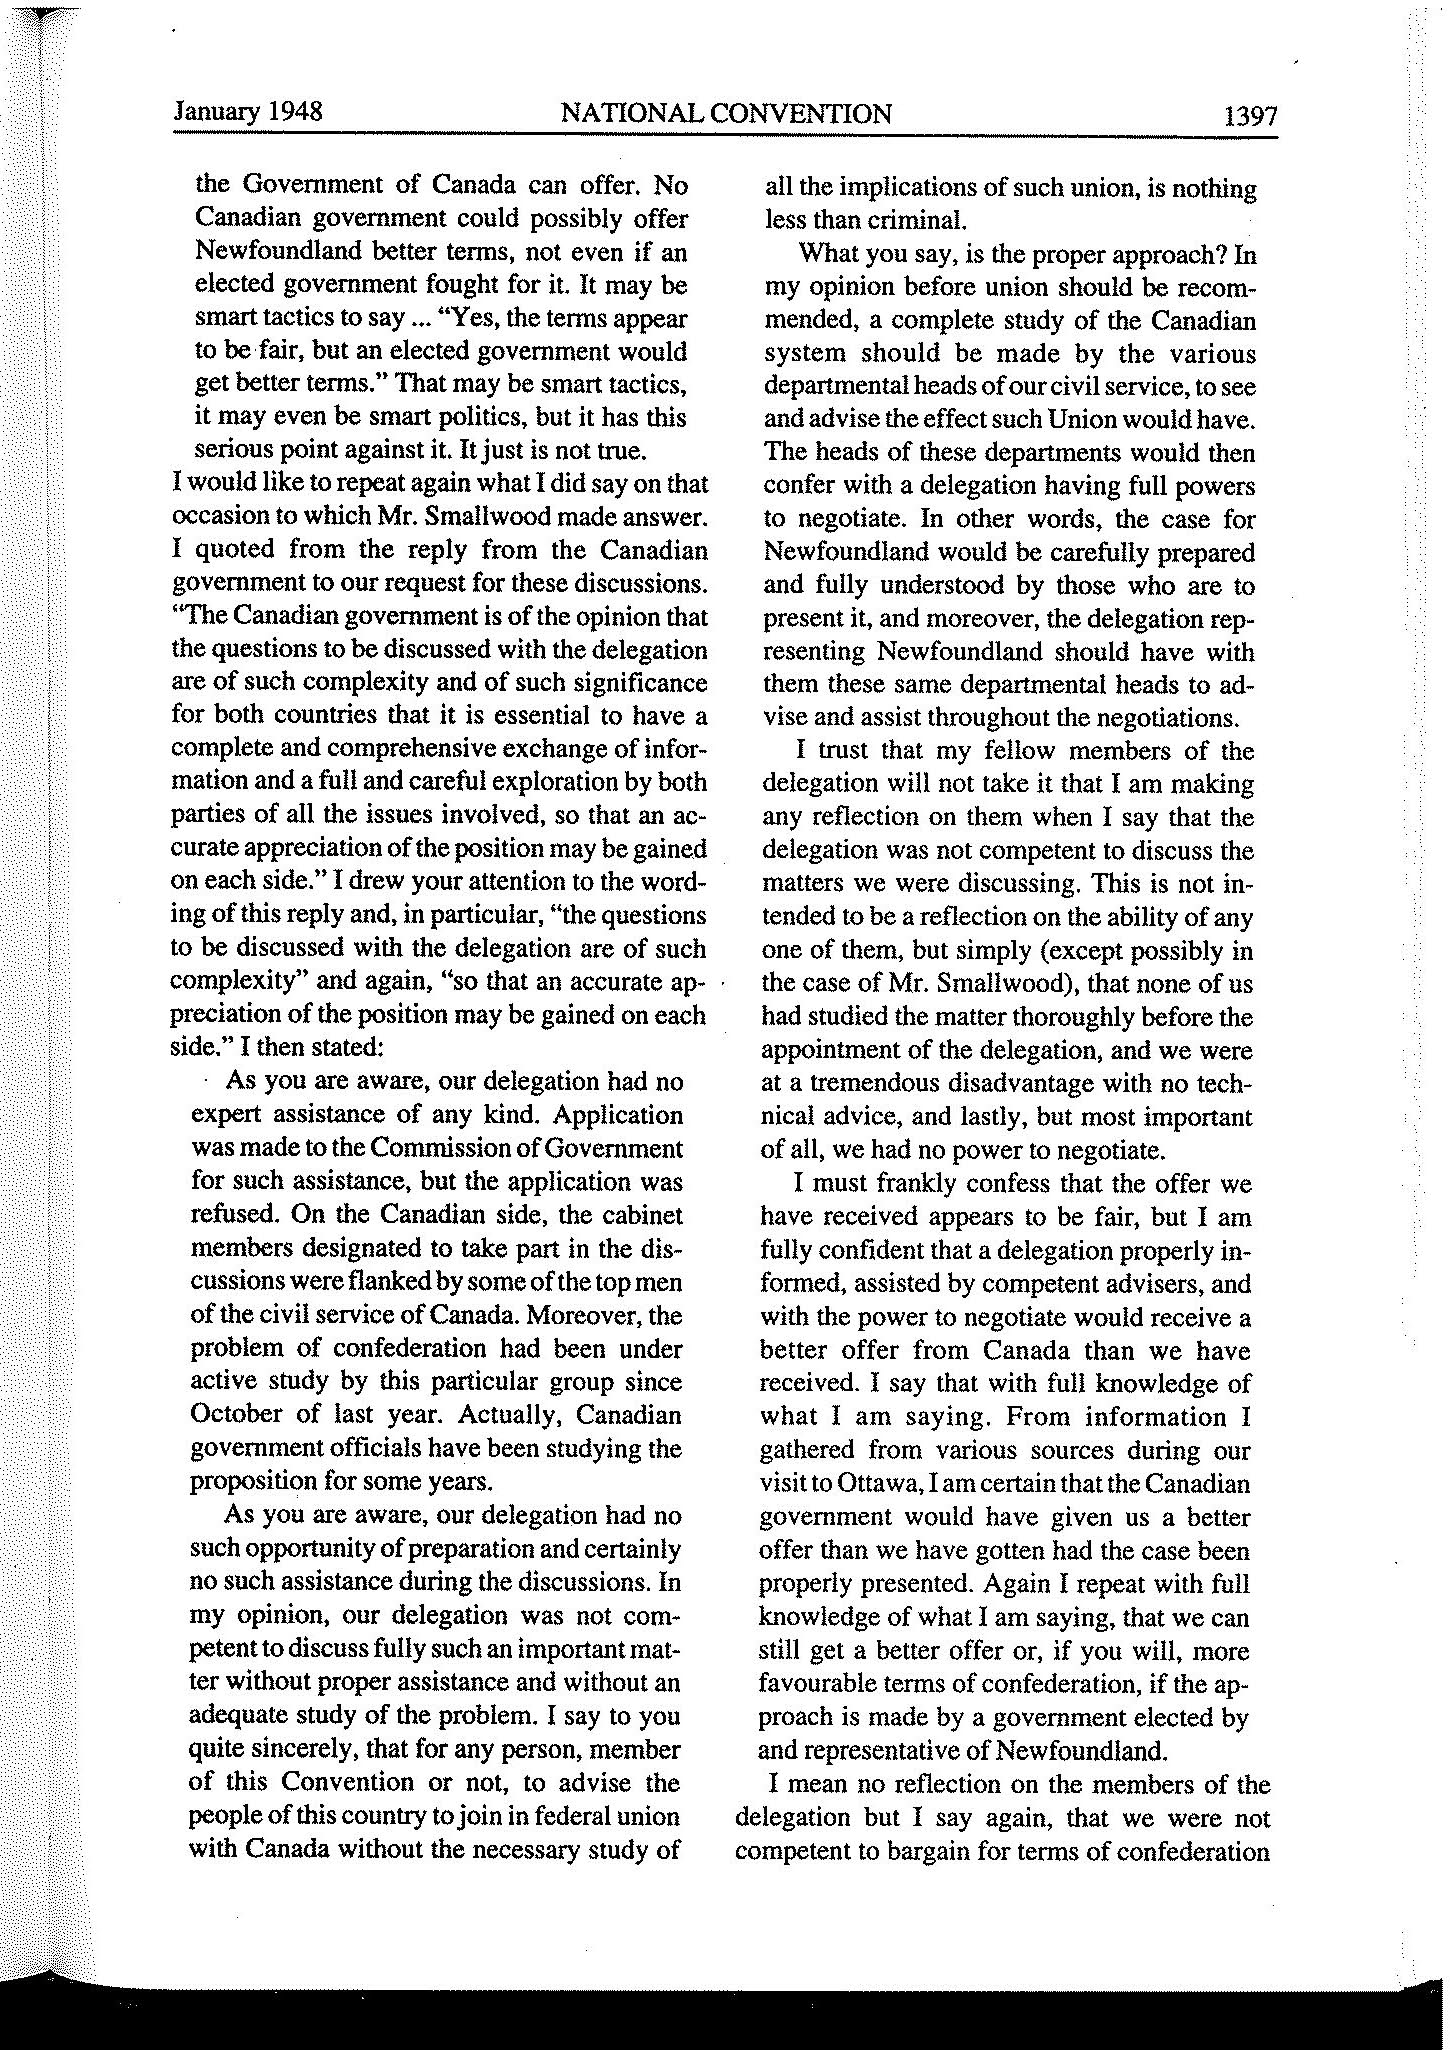 January 1948
NATIONAL CONVENTION
1397
the Government of Canada can offer. No
Canadian government could possibly offer
Newfoundland better terms, not even if an
elected government fought for it. It may be
smart tactics to say ... “Yes, the terms appear
to be fair, but an elected government would
get better terms.” That may be smart tactics,
it may even be smart politics, but it has this
serious point against it. It just is not true.
I would like to repeat again what I did say on that
occasion to which Mr. Smallwood made answer.
I quoted from the reply from the Canadian
government to our request for these discussions.
“The Canadian government is of the opinion that
the questions to be discussed with the delegation
are of such complexity and of such significance
for both countries that it is essential to have a
complete and comprehensive exchange of infor-
mation and a full and careful exploration by both
parties of all the issues involved, so that an ac-
curate appreciation of the position may be gained
on each side.” I drew your attention to the word-
ing of this reply and, in particular, “the questions
to be discussed with the delegation are of such
complexity” and again, “so that an accurate ap-
preciation of the position may be gained on each
side.” I then stated:
As you are aware, our delegation had no
expert assistance of any kind. Application
was made to the Commission of Government
for such assistance, but the application was
refused. On the Canadian side, the cabinet
members designated to take part in the dis-
cussions were flanked by some of the top men
of the civil service of Canada. Moreover, the
problem of confederation had been under
active study by this particular group since
October of last year. Actually, Canadian
government officials have been studying the
proposition for some years.
As you are aware, our delegation had no
such opportunity of preparation and certainly
no such assistance during the discussions. In
my opinion, our delegation was not com-
petent to discuss fully such an important mat-
ter without proper assistance and without an
adequate study of the problem. I say to you
quite sincerely, that for any person, member
of this Convention or not, to advise the
people of this country to join in federal union
with Canada without the necessary study of
all the implications of such union, is nothing
less than criminal.
What you say, is the proper approach? In
my opinion before union should be recom-
mended, a complete study of the Canadian
system should be made by the various
departmental heads of our civil service, to see
and advise the effect such Union would have.
The heads of these departments would then
confer with a delegation having full powers
to negotiate. In other words, the case for
Newfoundland would be carefully prepared
and fully understood by those who are to
present it, and moreover, the delegation rep-
resenting Newfoundland should have with
them these same departmental heads to ad-
vise and assist throughout the negotiations.
I trust that my fellow members of the
delegation will not take it that I am making
any reflection on them when I say that the
delegation was not competent to discuss the
matters we were discussing. This is not in-
tended to be a reflection on the ability of any
one of them, but simply (except possibly in
the case of Mr. Smallwood), that none of us
had studied the matter thoroughly before the
appointment of the delegation, and we were
at a tremendous disadvantage with no tech-
nical advice, and lastly, but most important
of all, we had no power to negotiate.
I must frankly confess that the offer we
have received appears to be fair, but I am
fully confident that a delegation properly in-
formed, assisted by competent advisers, and
with the power to negotiate would receive a
better offer from Canada than we have
received. I say that with full knowledge of
what I am saying. From information I
gathered from various sources during our
visit to Ottawa, I am certain that the Canadian
government would have given us a better
offer than we have gotten had the case been
properly presented. Again I repeat with full
knowledge of what I am saying, that we can
still get a better offer or, if you will, more
favourable terms of confederation, if the ap-
proach is made by a government elected by
and representative of Newfoundland.
I mean no reflection on the members of the
delegation but I say again, that we were not
competent to bargain for terms of confederation